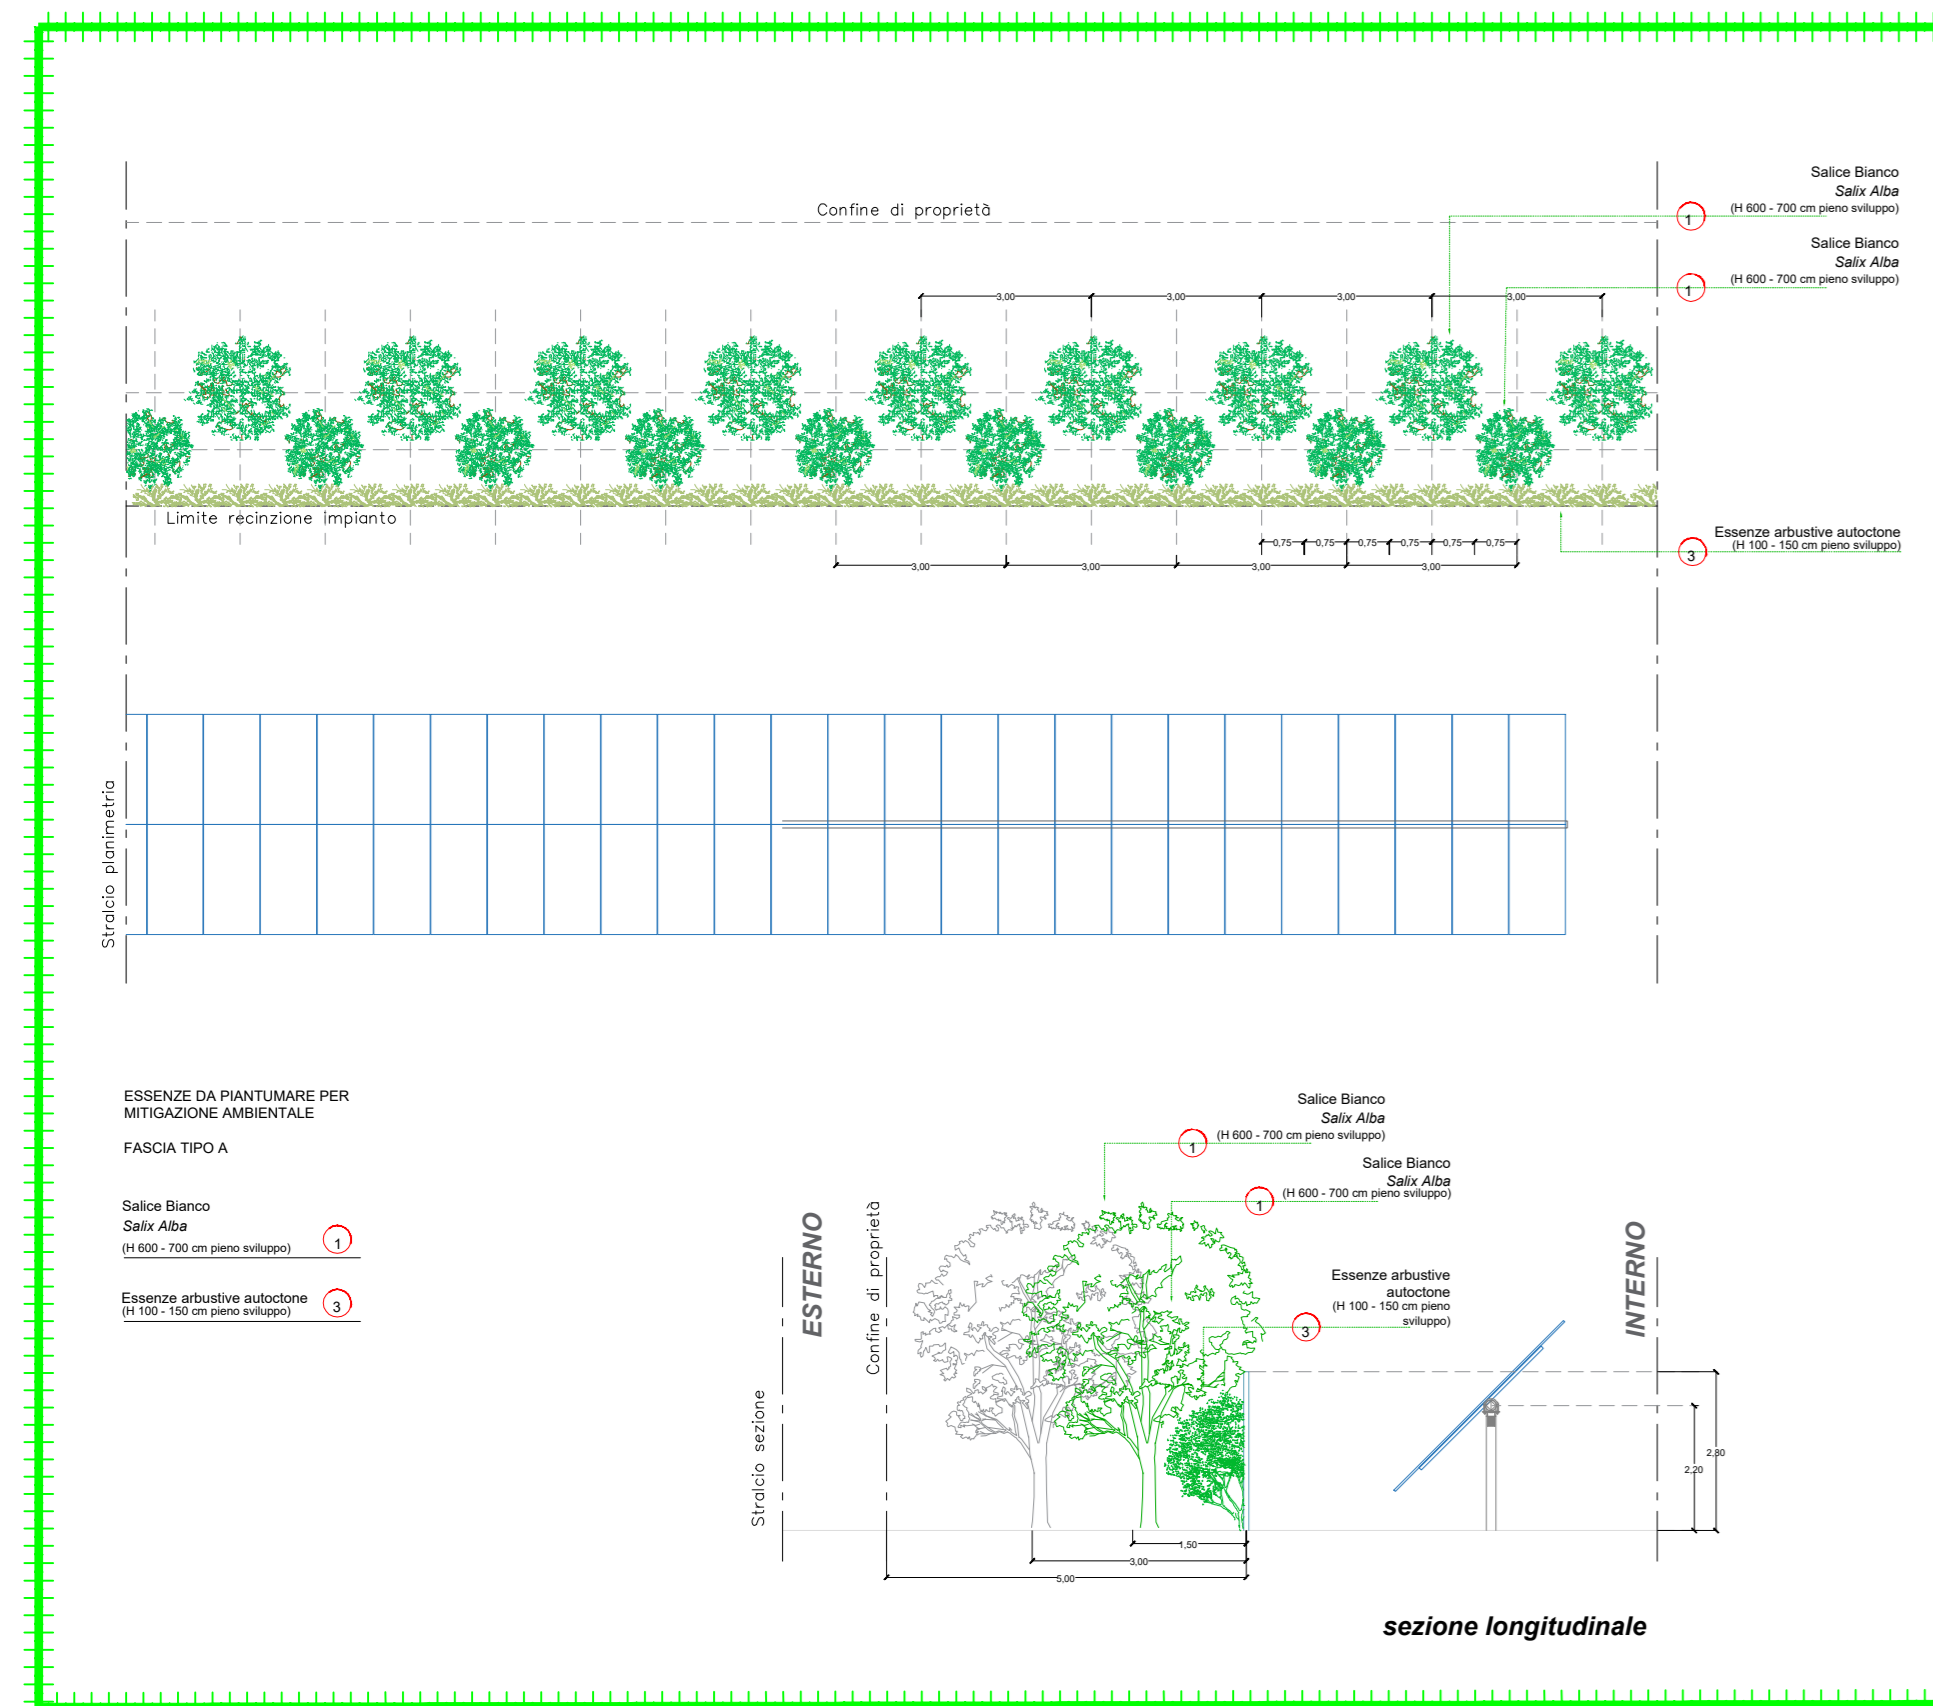 Salice Bianco
Salix Alba
(H 600 - 700 cm pieno sviluppo)
1
Confine di proprietà
Salice Bianco
Salix Alba
(H 600 - 700 cm pieno sviluppo)
1
3,00 3,00 3,00 3,00
Limite recinzione impianto
Essenze arbustive autoctone
(H 100 - 150 cm pieno sviluppo)
3
0,75 0,75 0,75 0,75 0,75 0,75
3,00 3,00 3,00 3,00
Stralcio planimetria
ESSENZE DA PIANTUMARE PER
MITIGAZIONE AMBIENTALE
FASCIA TIPO A
Salice Bianco
Salix Alba
(H 600 - 700 cm pieno sviluppo)
1
Essenze arbustive autoctone
(H 100 - 150 cm pieno sviluppo)
3
Salice Bianco
Salix Alba
(H 600 - 700 cm pieno sviluppo)
1
Salice Bianco
Salix Alba
(H 600 - 700 cm pieno sviluppo)
1
Essenze arbustive
autoctone
(H 100 - 150 cm pieno
sviluppo)
3
ESTERNO
Confine di proprietà
INTERNO
Stralcio sezione
2,80
2,20
1,50
3,00
5,00
sezione longitudinale